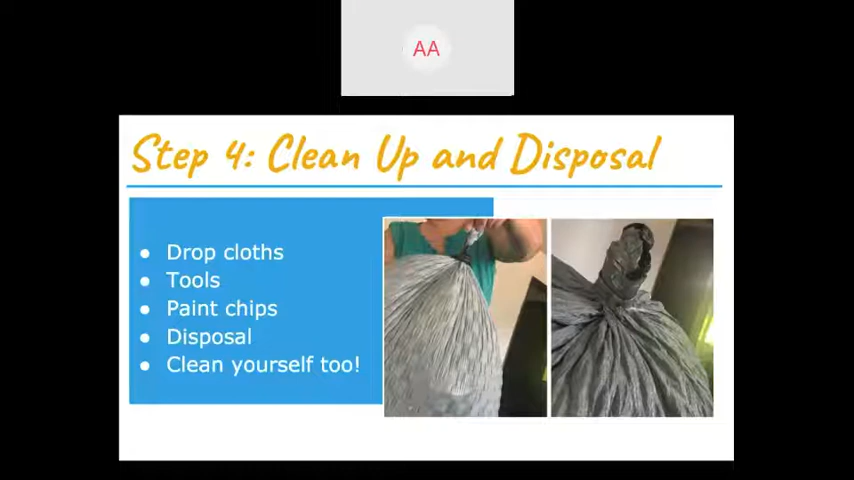 AA
Step 4: Clean Up and Disposal
● Drop cloths
● Tools
● Paint chips
● Disposal
● Clean yourself too!